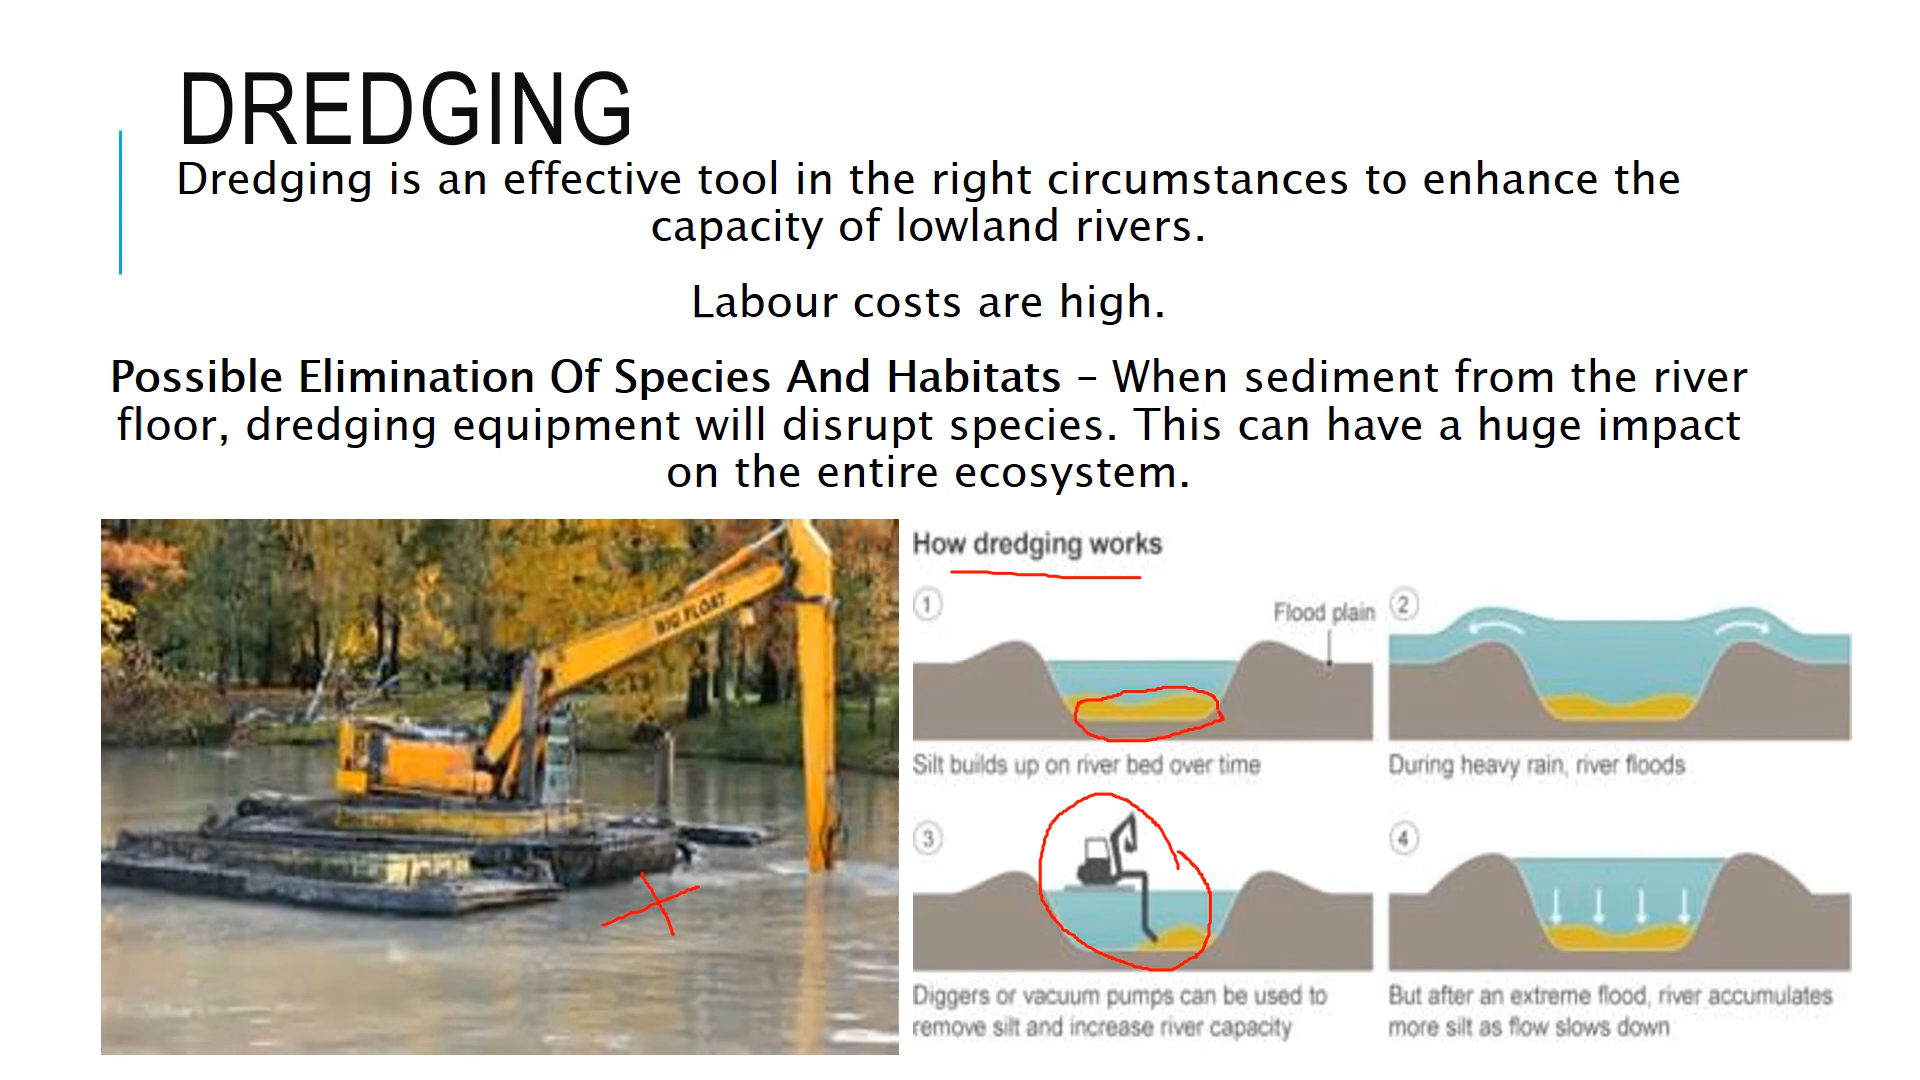 DREDGING
Dredging is an effective tool in the right circumstances to enhance the
capacity of lowland rivers.
Labour costs are high.
Possible Elimination Of Species And Habitats – When sediment from the river
floor, dredging equipment will disrupt species. This can have a huge impact
on the entire ecosystem.
BIG FLOAT
How dredging works
1
Flood plain
2
Silt builds up on river bed over time
During heavy rain, river floods
3
4
Diggers or vacuum pumps can be used to
remove silt and increase river capacity
But after an extreme flood, river accumulates
more silt as flow slows down